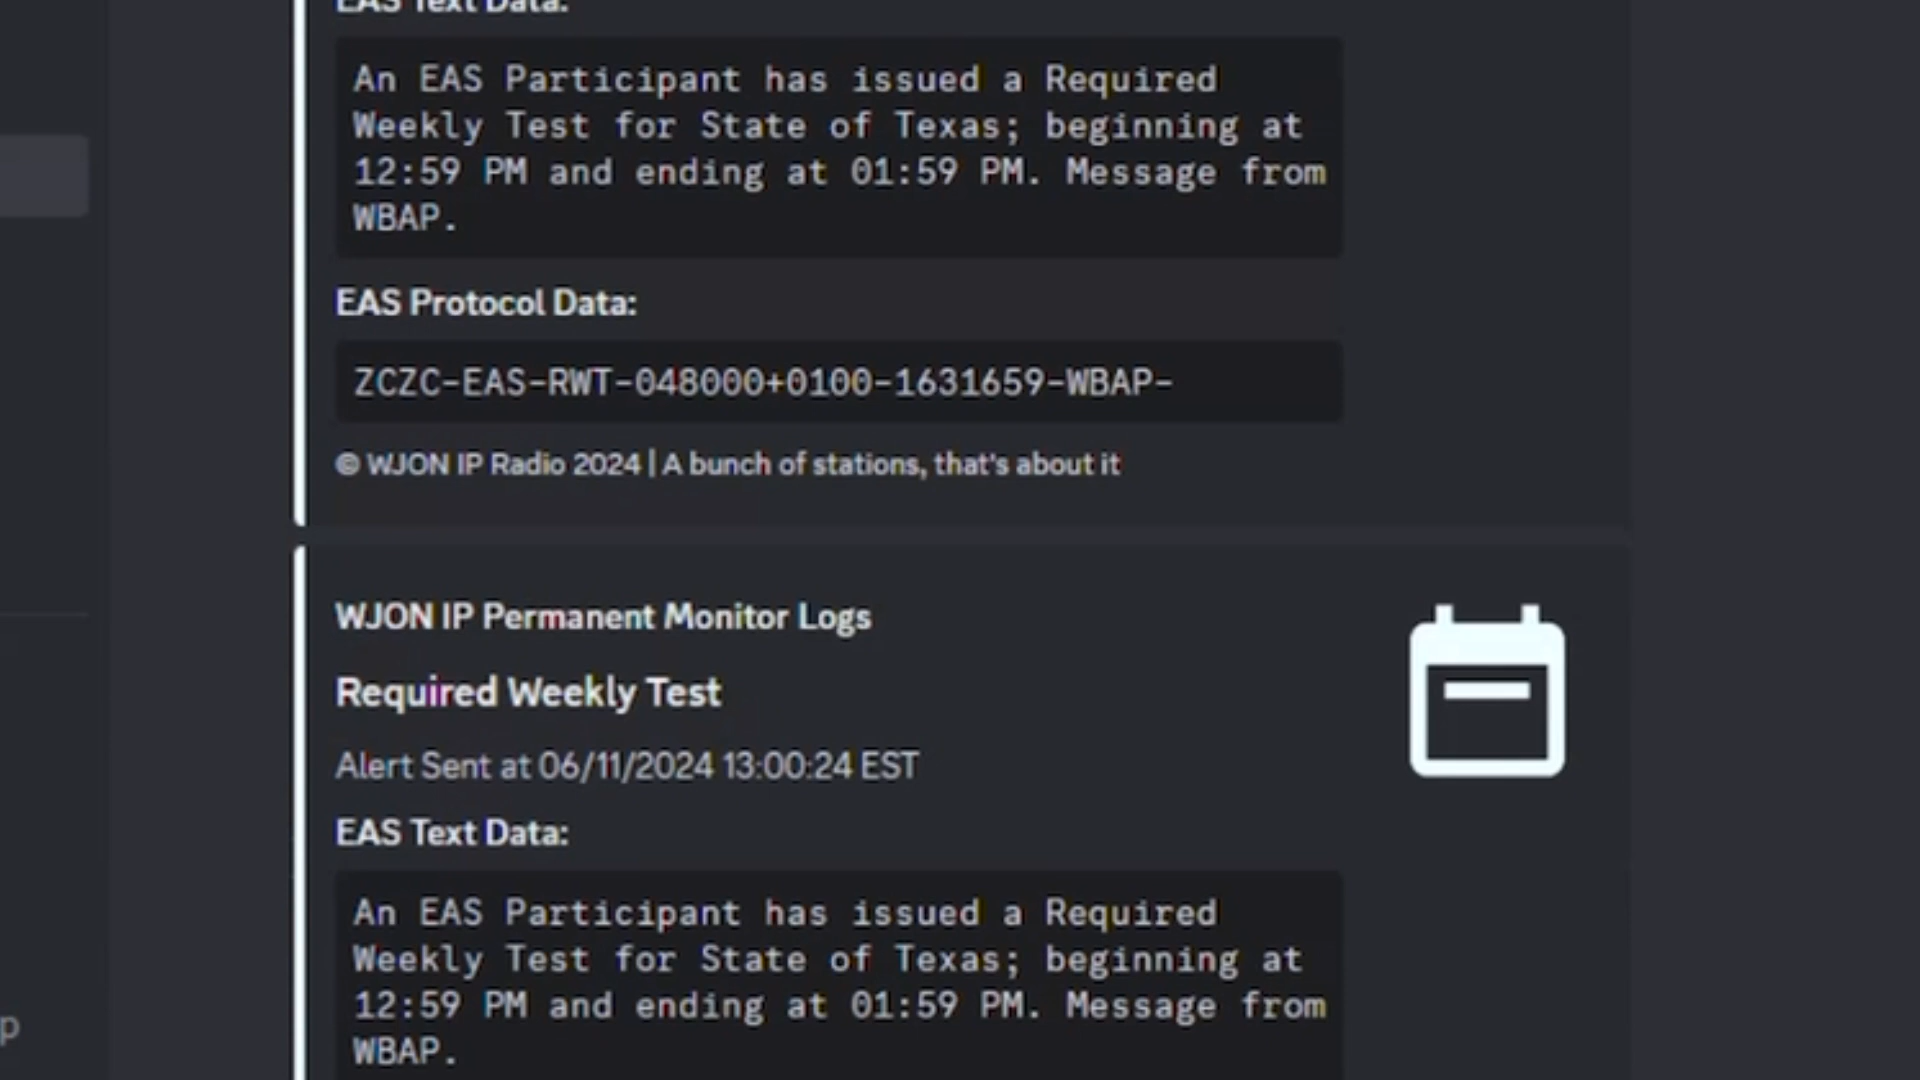 EAS Text Data:
An EAS Participant has issued a Required
Weekly Test for State of Texas; beginning at
12:59 PM and ending at 01:59 PM. Message from
WBAP.
EAS Protocol Data:
ZCZC-EAS-RWT-048000+0100-1631659-WBAP-
© WJON IP Radio 2024 | A bunch of stations, that's about it
WJON IP Permanent Monitor Logs
Required Weekly Test
Alert Sent at 06/11/2024 13:00:24 EST
EAS Text Data:
An EAS Participant has issued a Required
Weekly Test for State of Texas; beginning at
12:59 PM and ending at 01:59 PM. Message from
p
WBAP.